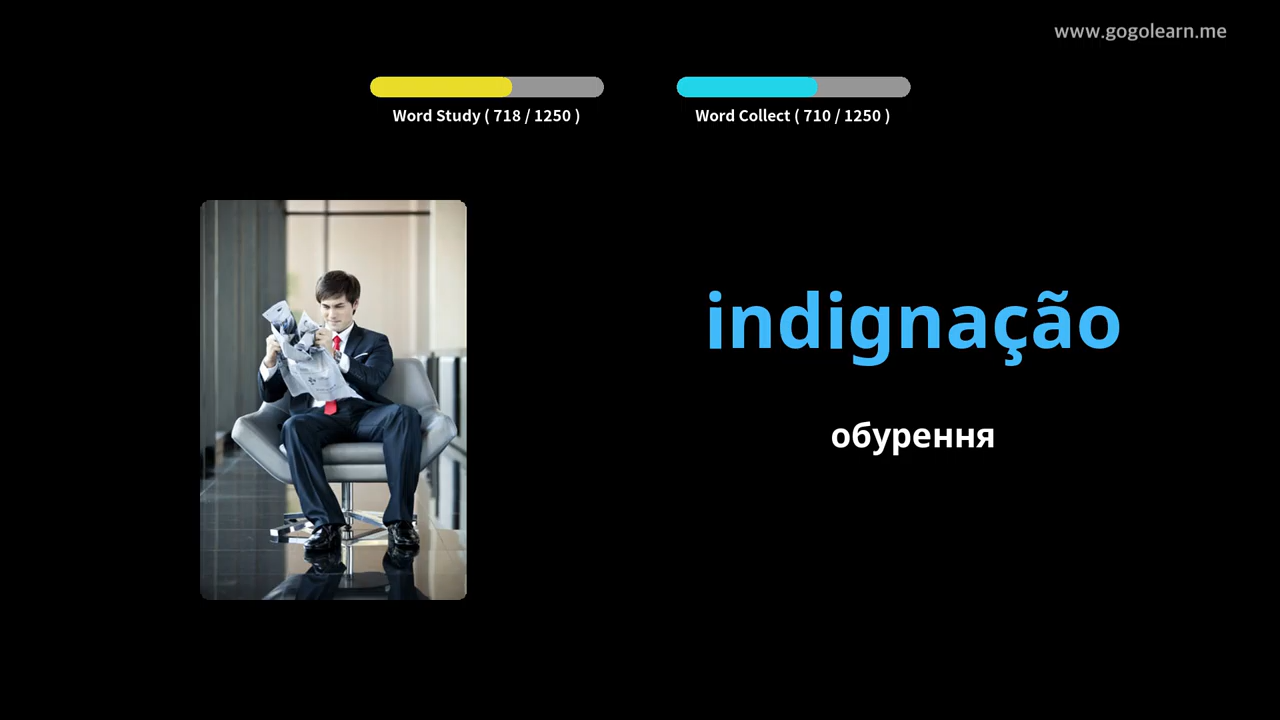 www.gogolearn.me
Word Study ( 718 / 1250 )
Word Collect ( 710 / 1250 )
indignação
обурення